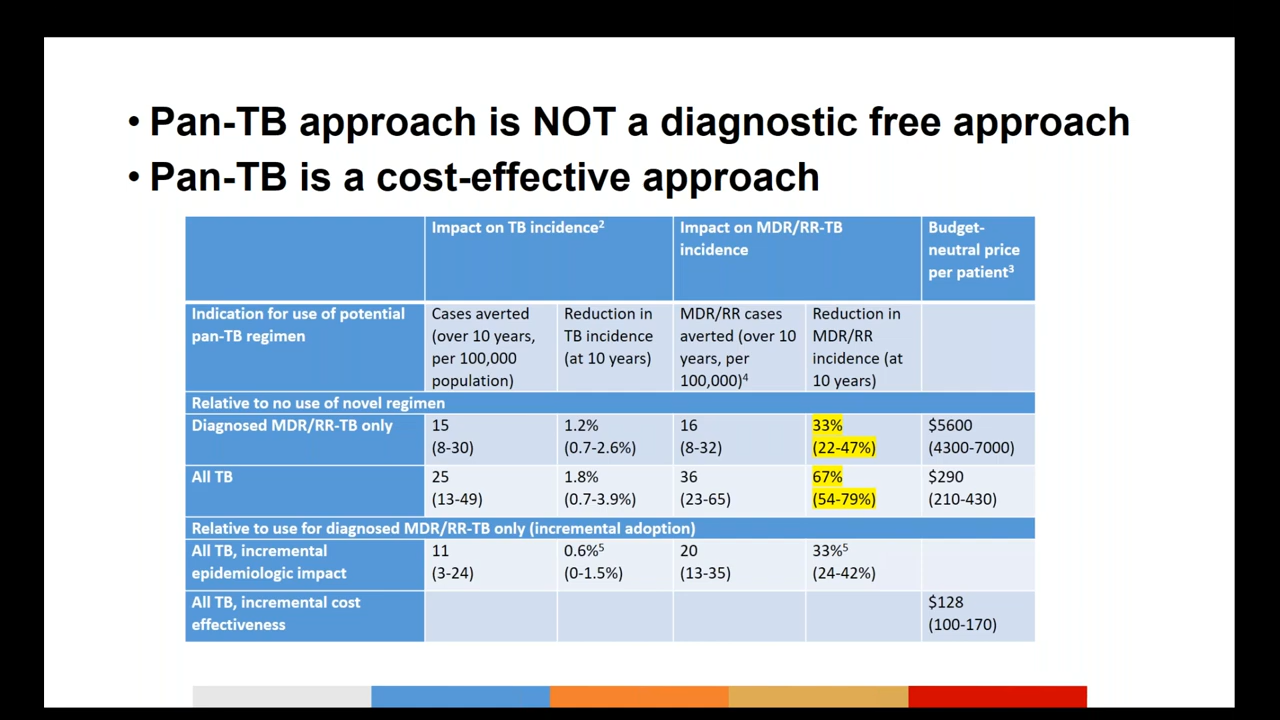 • Pan-TB approach is NOT a diagnostic free approach
• Pan-TB is a cost-effective approach
Impact on TB incidence²
Impact on MDR/RR-TB
incidence
Budget-
neutral price
per patient³
Indication for use of potential
pan-TB regimen
Cases averted
(over 10 years,
per 100,000
population)
Reduction in
TB incidence
(at 10 years)
MDR/RR cases
averted (over 10
years, per
100,000)⁴
Reduction in
MDR/RR
incidence (at
10 years)
Relative to no use of novel regimen
Diagnosed MDR/RR-TB only
15
(8-30)
1.2%
(0.7-2.6%)
16
(8-32)
33%
(22-47%)
$5600
(4300-7000)
All TB
25
(13-49)
1.8%
(0.7-3.9%)
36
(23-65)
67%
(54-79%)
$290
(210-430)
Relative to use for diagnosed MDR/RR-TB only (incremental adoption)
All TB, incremental
epidemiologic impact
11
(3-24)
0.6%⁵
(0-1.5%)
20
(13-35)
33%⁵
(24-42%)
All TB, incremental cost
effectiveness
$128
(100-170)